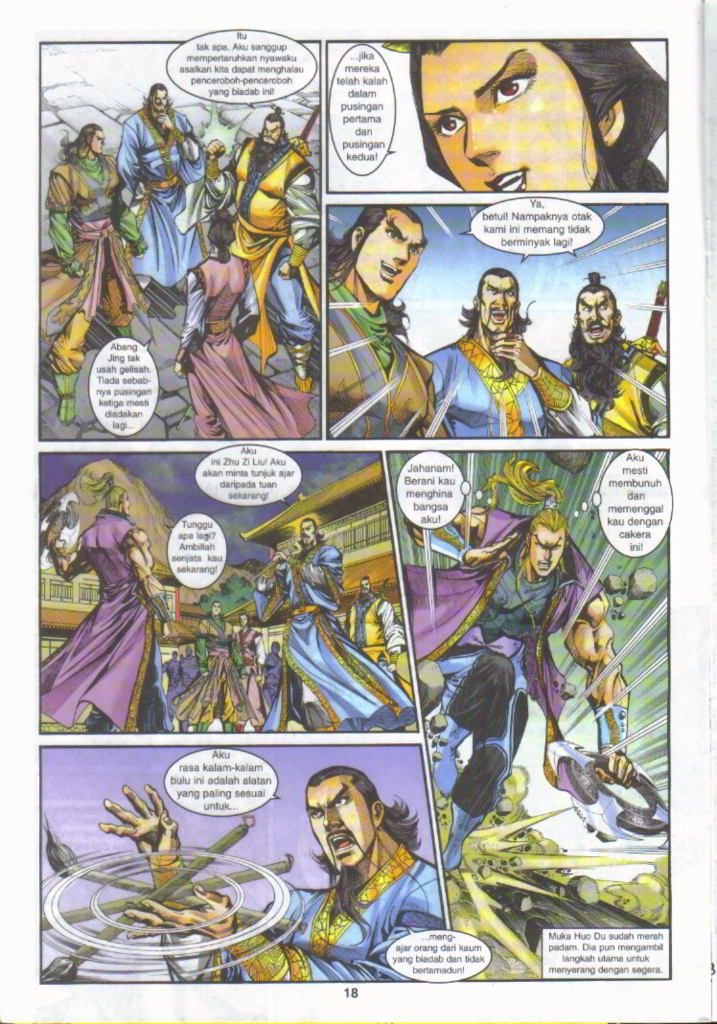 Itu
tak apa. Aku sanggup
mempertaruhkan nyawaku
asalkan kita dapat menghalau
penceroboh-penceroboh
yang biadab ini!
Abang
Jing tak
usah gelisah.
Tiada sebab-
nya pusingan
ketiga mesti
diadakan
lagi...
...jika
mereka
telah kalah
dalam
pusingan
pertama
dan
pusingan
kedua!
Ya,
betul! Nampaknya otak
kami ini memang tidak
berminyak lagi!
Aku
ini Zhu Zi Liu! Aku
akan minta tunjuk ajar
daripada tuan
sekarang!
Tunggu
apa lagi?
Ambillah
senjata kau
sekarang!
Jahanam!
Berani kau
menghina
bangsa
aku!
Aku
mesti
membunuh
dan
memenggal
kau dengan
cakera
ini!
Aku
rasa kalam-kalam
bulu ini adalah alatan
yang paling sesuai
untuk...
...meng-
ajar orang dari kaum
yang biadab dan tidak
bertamadun!
Muka Huo Du sudah merah
padam. Dia pun mengambil
langkah utama untuk
menyerang dengan segera.
18